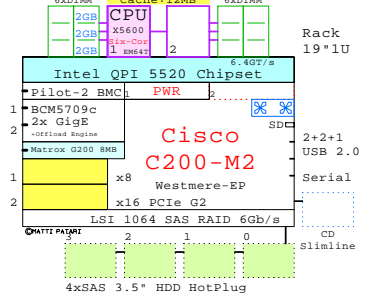 6xDIMM Cache:12MB 6xDIMM
2GB CPU
2GB X5600
Six-Cor
2GB 1 EM64T 2
Rack
19"1U
6.4GT/s
Intel QPI 5520 Chipset
Pilot-2 BMC 1 PWR 2
1 BCM5709c
2x GigE
2 +Offload Engine
SD
Matrox G200 8MB
Cisco
C200-M2
Westmere-EP
2+2+1
USB 2.0
1 x8
Serial
2 x16 PCIe G2
LSI 1064 SAS RAID 6Gb/s
©MATTI PATARI
3 2 1 0
CD
Slimline
4xSAS 3.5" HDD HotPlug